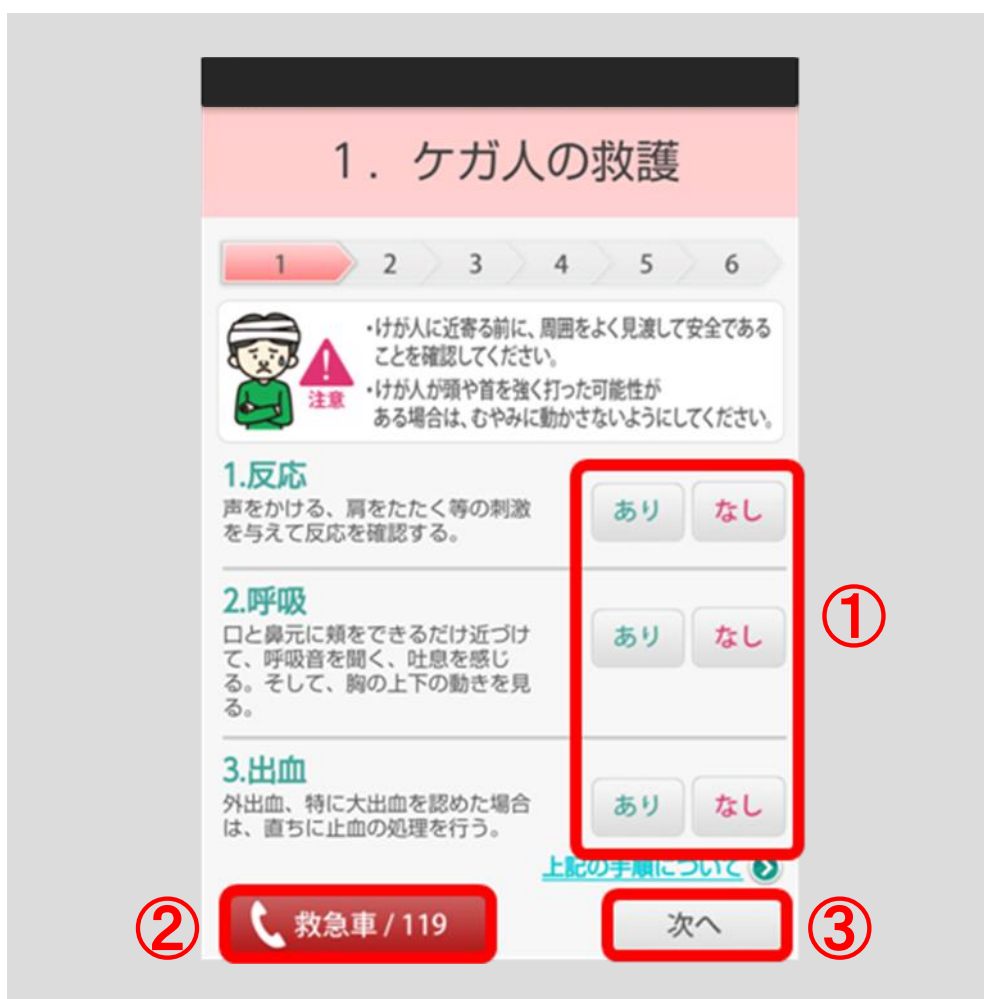 1．ケガ人の救護
1 2 3 4 5 6
・けが人に近寄る前に、周囲をよく見渡して安全である
ことを確認してください。
注意
・けが人が頭や首を強く打った可能性が
ある場合は、むやみに動かさないようにしてください。
1.反応
声をかける、肩をたたく等の刺激
を与えて反応を確認する。
あり なし
2.呼吸
口と鼻元に頬をできるだけ近づけ
て、呼吸音を聞く、吐息を感じ
る。そして、胸の上下の動きを見
る。
あり なし
①
3.出血
外出血、特に大出血を認めた場合
は、直ちに止血の処理を行う。
あり なし
上記の手順について
② 救急車 / 119
次へ ③